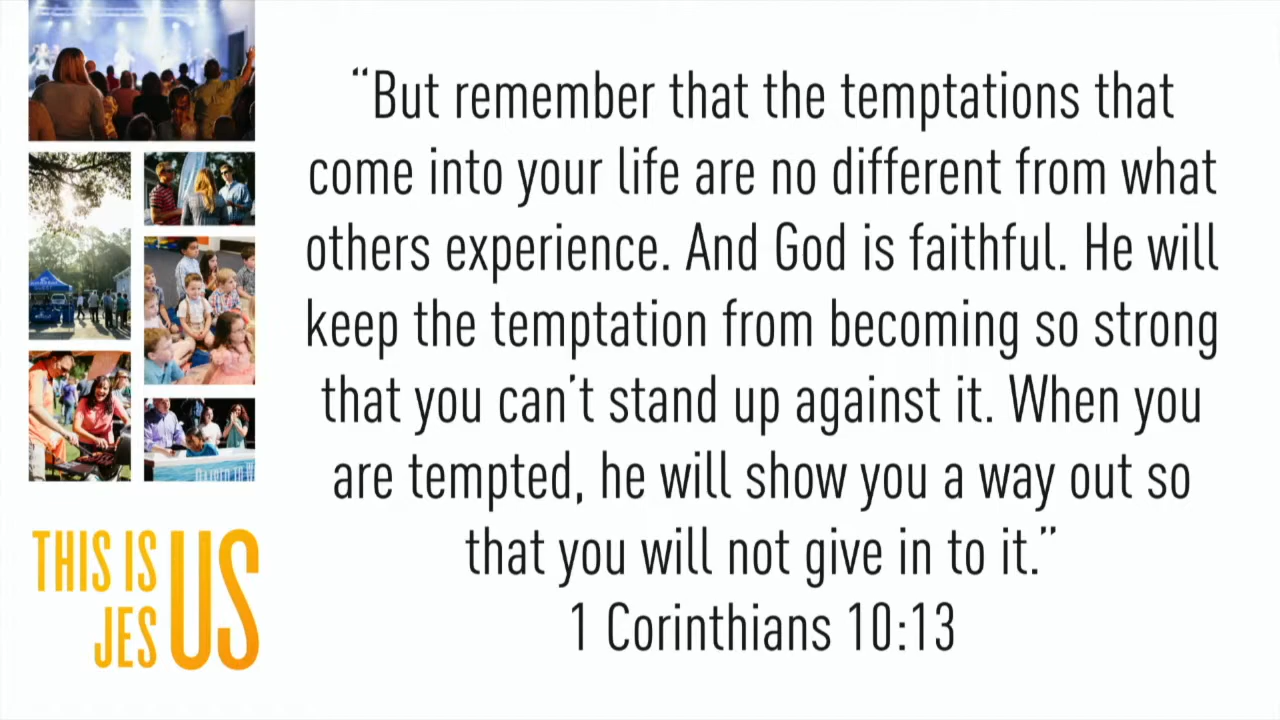 “But remember that the temptations that
come into your life are no different from what
others experience. And God is faithful. He will
keep the temptation from becoming so strong
that you can’t stand up against it. When you
are tempted, he will show you a way out so
that you will not give in to it.”
1 Corinthians 10:13
THIS IS
JESUS